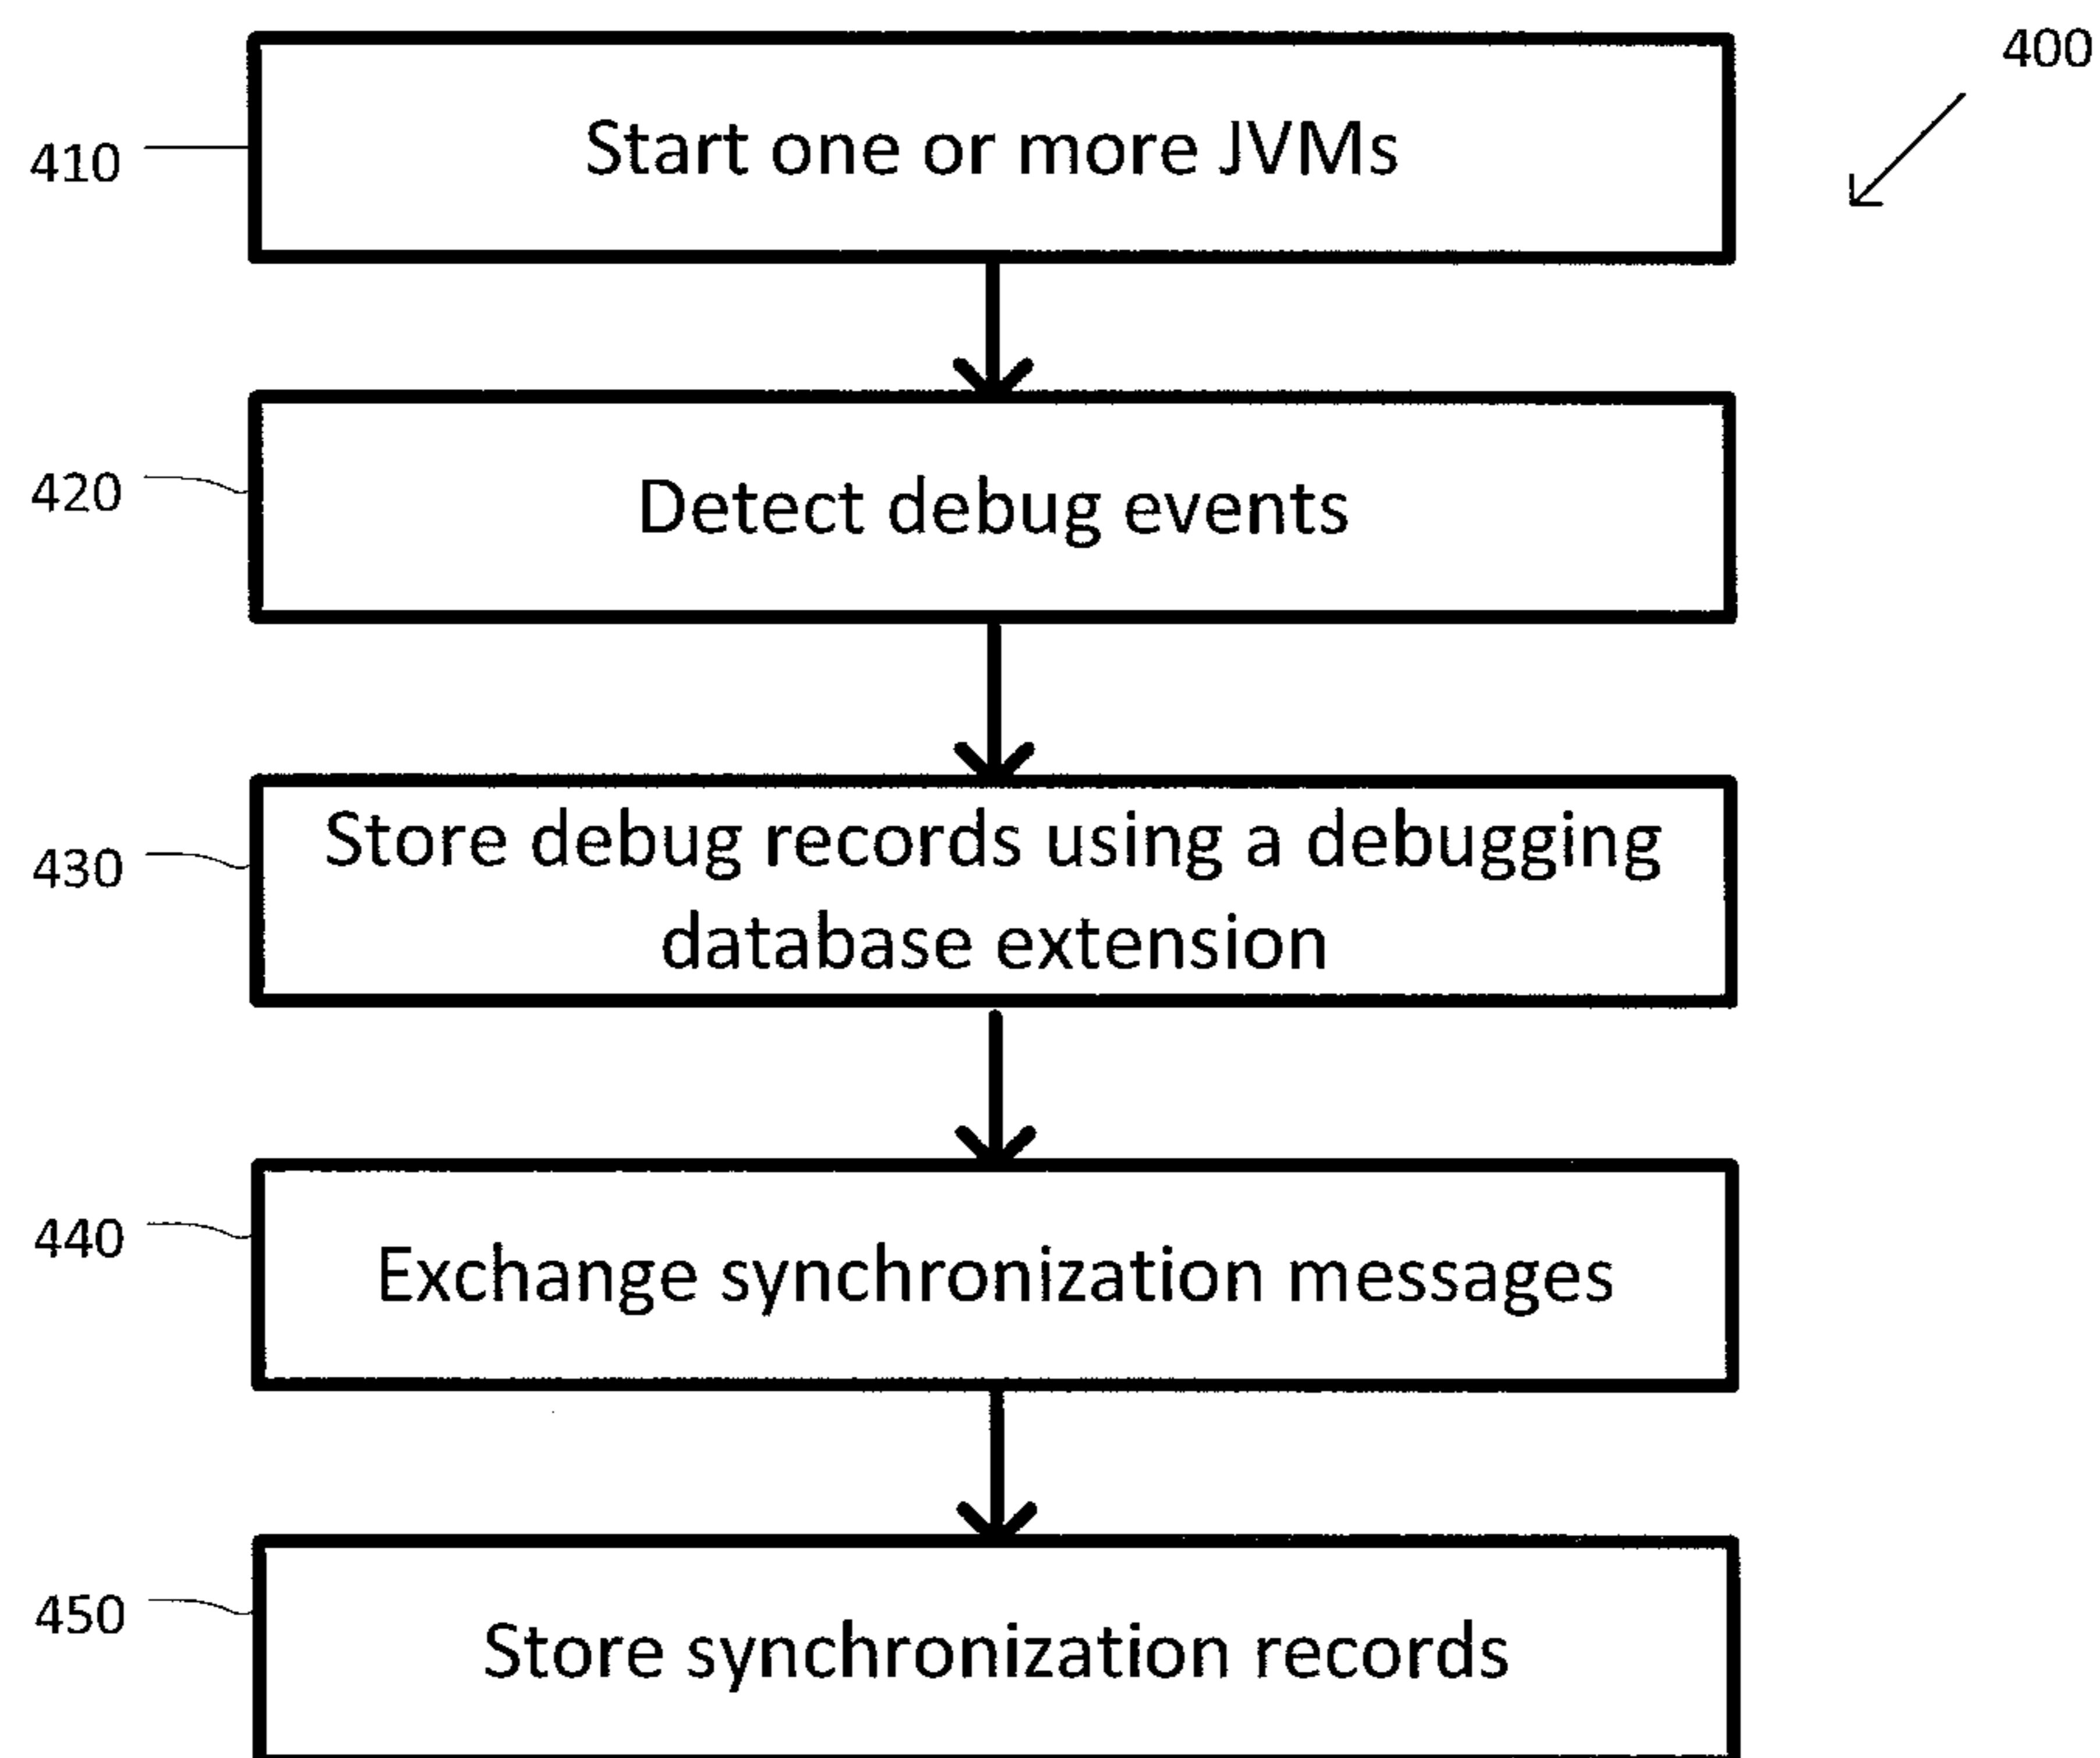 400
410
Start one or more JVMs
420
Detect debug events
430
Store debug records using a debugging
database extension
440
Exchange synchronization messages
450
Store synchronization records